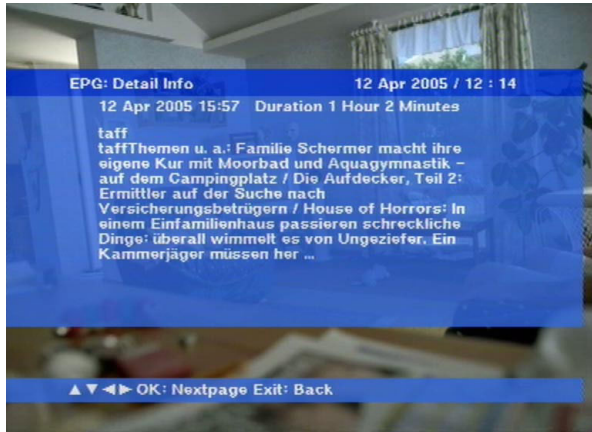 EPG: Detail Info 12 Apr 2005 / 12 : 14
12 Apr 2005 15:57 Duration 1 Hour 2 Minutes
taff
taffThemen u. a.: Familie Schermer macht ihre
eigene Kur mit Moorbad und Aquagymnastik –
auf dem Campingplatz / Die Aufdecker, Teil 2:
Ermittler auf der Suche nach
Versicherungsbetrügern / House of Horrors: In
einem Einfamilienhaus passieren schreckliche
Dinge: überall wimmelt es von Ungeziefer. Ein
Kammerjäger müssen her ...
▲▼◄► OK: Nextpage Exit: Back